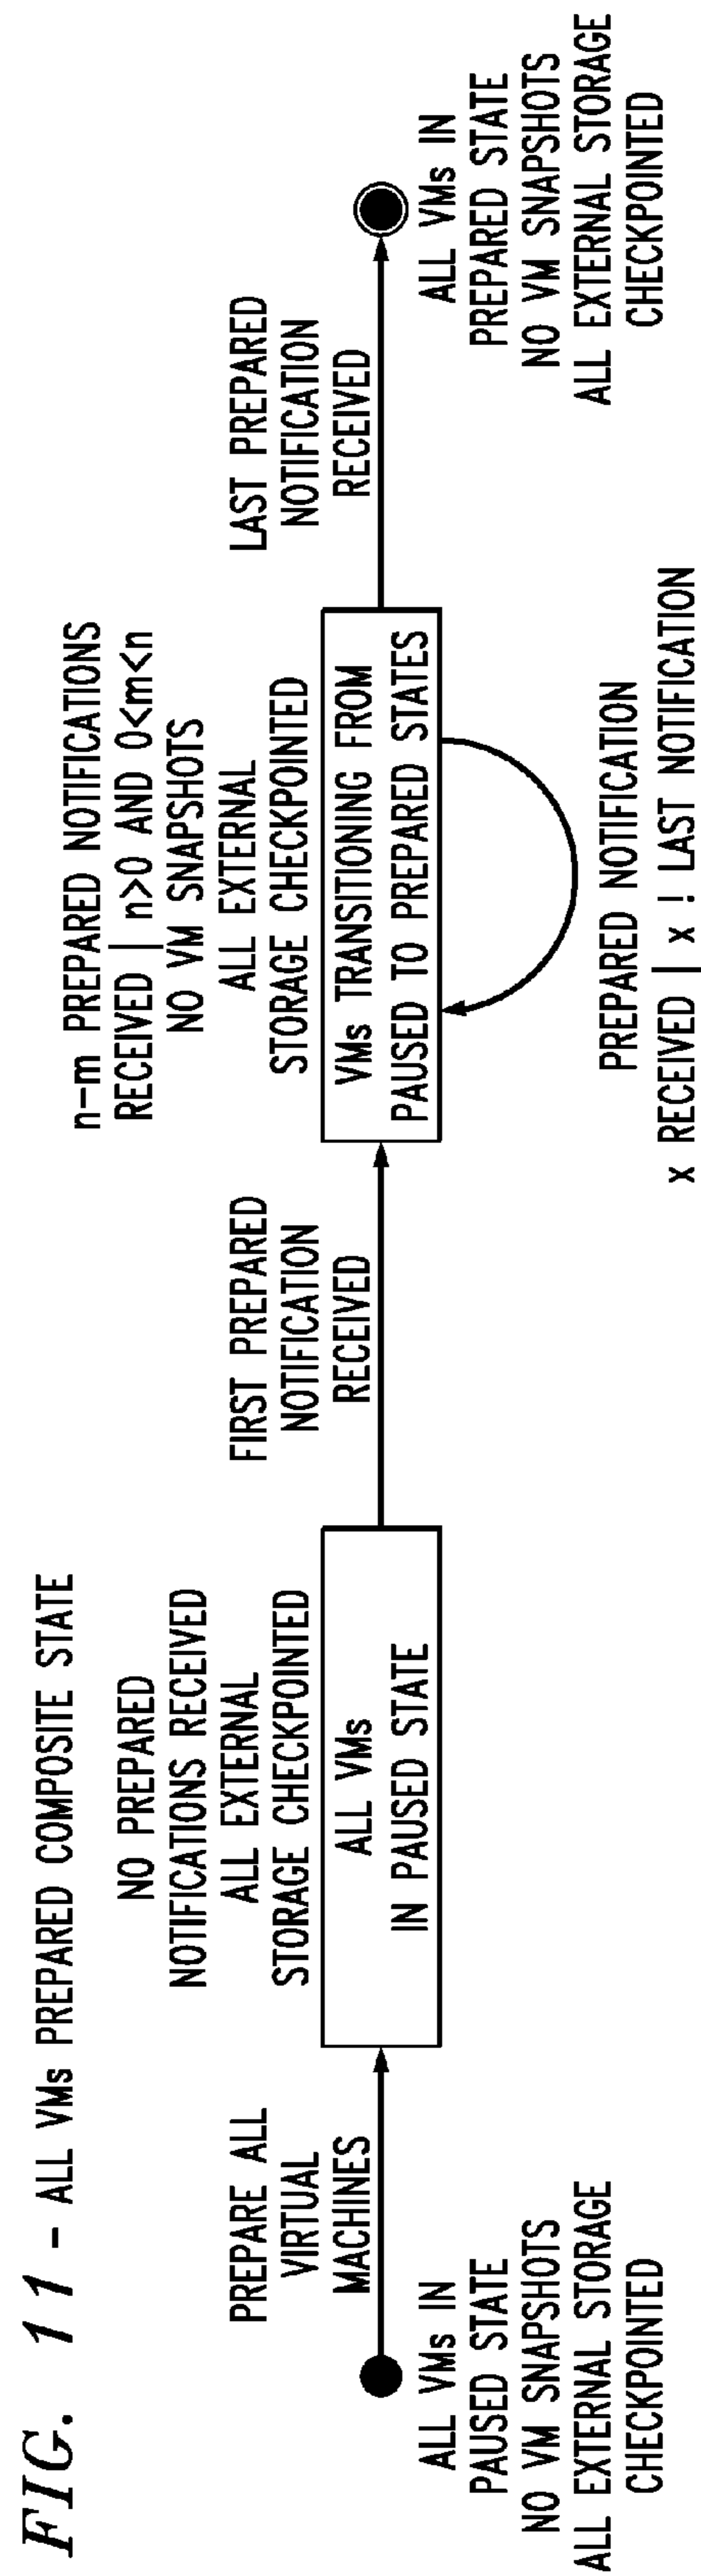 FIG. 11 - ALL VMs PREPARED COMPOSITE STATE
ALL VMs IN
PAUSED STATE
NO VM SNAPSHOTS
ALL EXTERNAL STORAGE
CHECKPOINTED
PREPARE ALL
VIRTUAL
MACHINES
NO PREPARED
NOTIFICATIONS RECEIVED
ALL EXTERNAL
STORAGE CHECKPOINTED
ALL VMs
IN PAUSED STATE
FIRST PREPARED
NOTIFICATION
RECEIVED
n-m PREPARED NOTIFICATIONS
RECEIVED | n>0 AND 0<m<n
NO VM SNAPSHOTS
ALL EXTERNAL
STORAGE CHECKPOINTED
VMs TRANSITIONING FROM
PAUSED TO PREPARED STATES
PREPARED NOTIFICATION
x RECEIVED | x ! LAST NOTIFICATION
LAST PREPARED
NOTIFICATION
RECEIVED
ALL VMs IN
PREPARED STATE
NO VM SNAPSHOTS
ALL EXTERNAL STORAGE
CHECKPOINTED